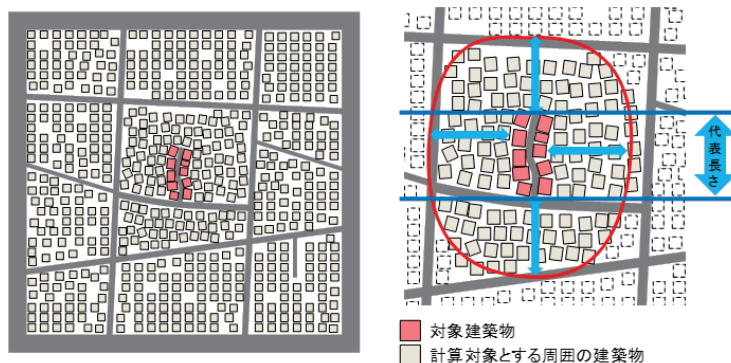 代表長さ
対象建築物
計算対象とする周囲の建築物